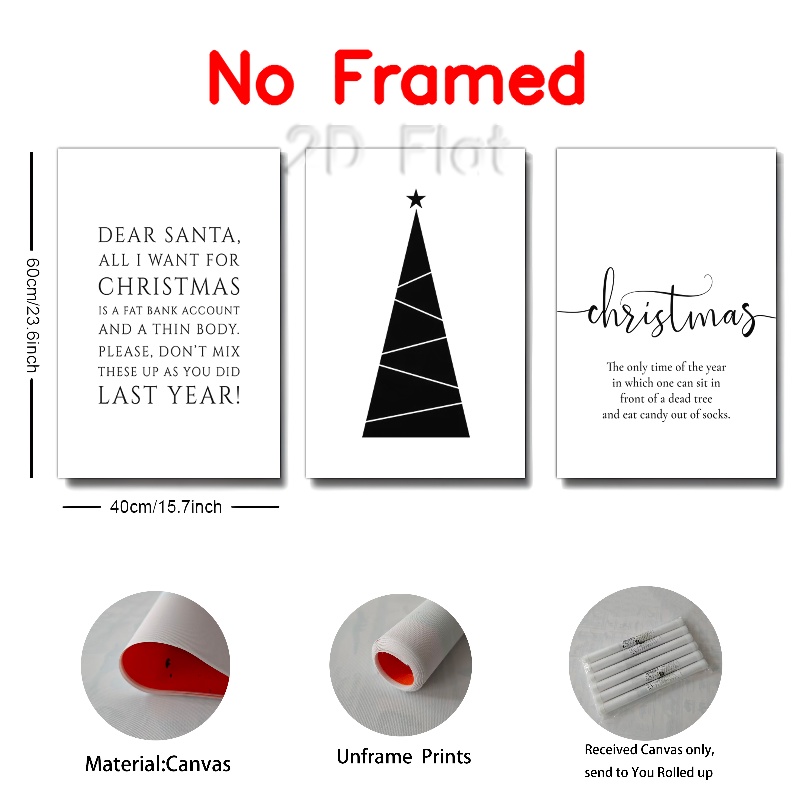 No Framed
2D Flat
DEAR SANTA,
ALL I WANT FOR
CHRISTMAS
IS A FAT BANK ACCOUNT
AND A THIN BODY.
PLEASE, DON'T MIX
THESE UP AS YOU DID
LAST YEAR!
christmas
The only time of the year
in which one can sit in
front of a dead tree
and eat candy out of socks.
60cm/23.6inch
40cm/15.7inch
Material:Canvas
Unframe Prints
Received Canvas only,
send to You Rolled up